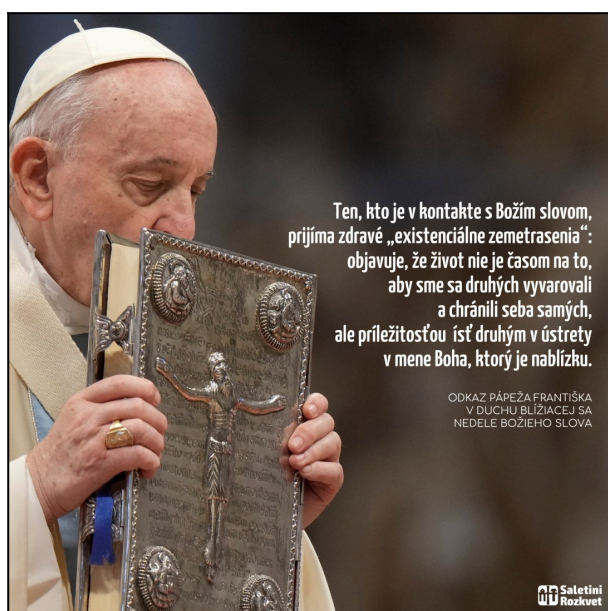 Ten, kto je v kontakte s Božím slovom,
prijíma zdravé „existenciálne zemetrasenia“:
objavuje, že život nie je časom na to,
aby sme sa druhých vyvarovali
a chránili seba samých,
ale príležitosťou ísť druhým v ústrety
v mene Boha, ktorý je nablízku.
ODKAZ PÁPEŽA FRANTIŠKA
V DUCHU BLÍŽIACEJ SA
NEDELE BOŽIEHO SLOVA
Saletini
Rozkvet